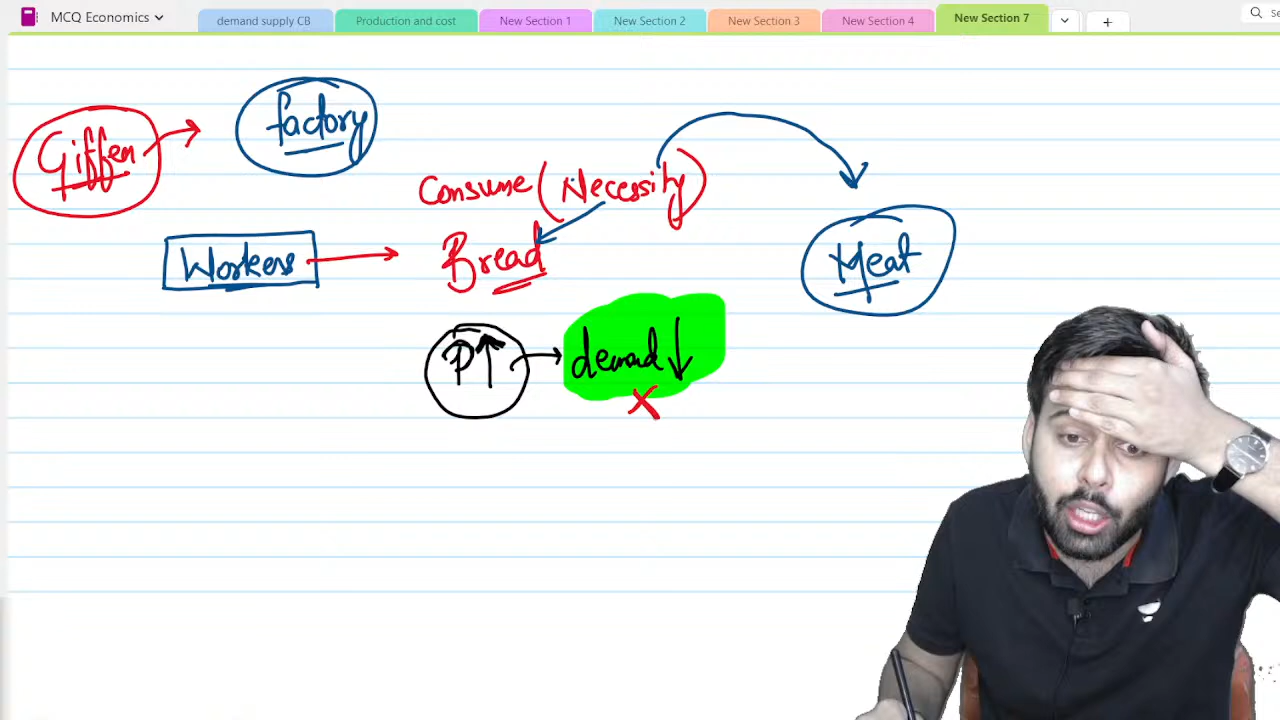 MCQ Economics
demand supply CB
Production and cost
New Section 1
New Section 2
New Section 3
New Section 4
New Section 7
+
Giffen → factory
Consume (Necessity)
Workers → Bread
Meat
P↑ → demand ↓
X